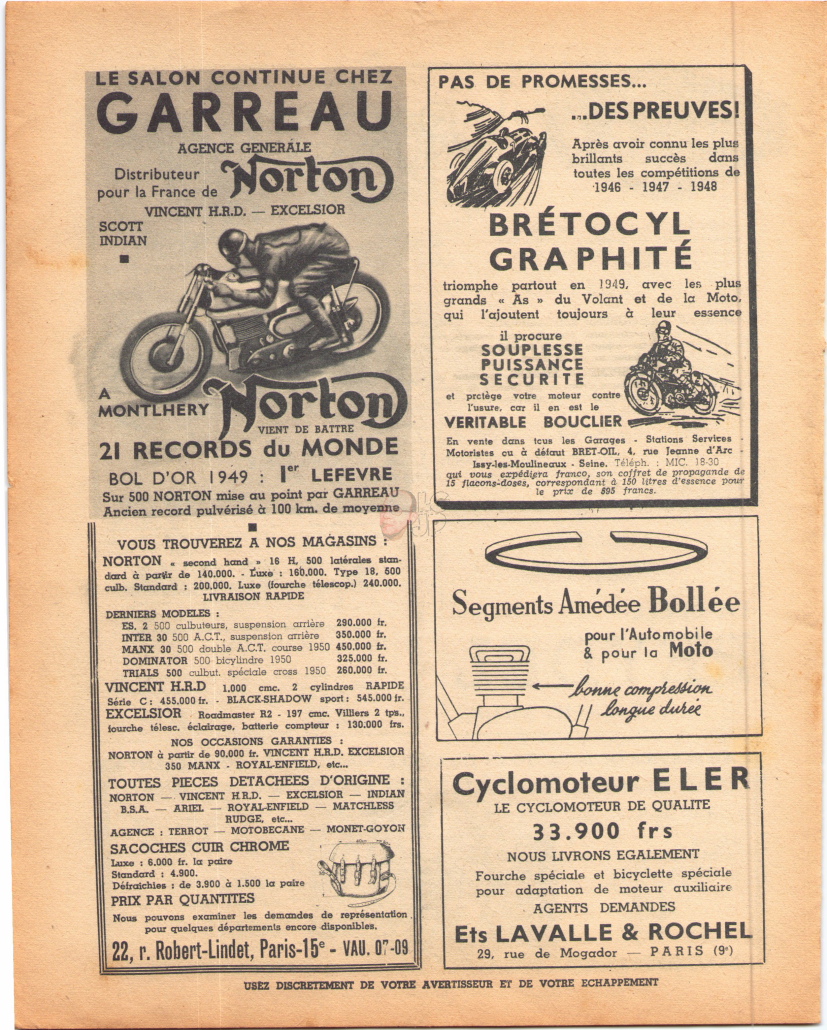 LE SALON CONTINUE CHEZ
GARREAU
AGENCE GENERALE
Distributeur
pour la France de
Norton
VINCENT H.R.D. — EXCELSIOR
SCOTT
INDIAN
A
MONTLHERY
Norton
VIENT DE BATTRE
21 RECORDS du MONDE
BOL D'OR 1949 : 1er LEFEVRE
Sur 500 NORTON mise au point par GARREAU
Ancien record pulvérisé à 100 km. de moyenne
VOUS TROUVEREZ A NOS MAGASINS :
NORTON « second hand » 16 H, 500 latérales stan-
dard à partir de 140.000. - Luxe : 160.000. Type 18, 500
culb. Standard : 200.000, Luxe (fourche télescop.) 240.000.
LIVRAISON RAPIDE
DERNIERS MODELES :
ES. 2 500 culbuteurs, suspension arrière 290.000 fr.
INTER 30 500 A.C.T., suspension arrière 350.000 fr.
MANX 30 500 double A.C.T. course 1950 450.000 fr.
DOMINATOR 500 bicylindre 1950 325.000 fr.
TRIALS 500 culbut. spéciale cross 1950 260.000 fr.
VINCENT H.R.D 1.000 cmc. 2 cylindres RAPIDE
Série C : 455.000 fr. - BLACK-SHADOW sport : 545.000 fr.
EXCELSIOR Roadmaster R2 - 197 cmc. Villiers 2 tps.,
fourche télesc. éclairage, batterie compteur : 130.000 frs.
NOS OCCASIONS GARANTIES :
NORTON à partir de 90.000 fr. VINCENT H.R.D. EXCELSIOR
350 MANX - ROYAL-ENFIELD, etc...
TOUTES PIECES DETACHEES D'ORIGINE :
NORTON — VINCENT H.R.D. — EXCELSIOR — INDIAN
B.S.A. — ARIEL — ROYAL-ENFIELD — MATCHLESS
RUDGE, etc...
AGENCE : TERROT — MOTOBECANE — MONET-GOYON
SACOCHES CUIR CHROME
Luxe : 6.000 fr. la paire
Standard : 4.900.
Défraîchies : de 3.900 à 1.500 la paire
PRIX PAR QUANTITES
Nous pouvons examiner les demandes de représentation
pour quelques départements encore disponibles.
22, r. Robert-Lindet, Paris-15e - VAU. 07-09
PAS DE PROMESSES...
...DES PREUVES!
Après avoir connu les plus
brillants succès dans
toutes les compétitions de
1946 - 1947 - 1948
BRÉTOCYL
GRAPHITÉ
triomphe partout en 1949, avec les plus
grands « As » du Volant et de la Moto,
qui l'ajoutent toujours à leur essence
il procure
SOUPLESSE
PUISSANCE
SECURITE
et protège votre moteur contre
l'usure, car il en est le
VERITABLE BOUCLIER
En vente dans tous les Garages - Stations Services -
Motoristes ou à défaut BRET-OIL, 4, rue Jeanne d'Arc
Issy-les-Moulineaux - Seine. Téléph. : MIC. 18-30
qui vous expédiera franco, son coffret de propagande de
15 flacons-doses, correspondant à 150 litres d'essence pour
le prix de 895 francs.
Segments Amédée Bollée
pour l'Automobile
& pour la Moto
bonne compression
longue durée
Cyclomoteur ELER
LE CYCLOMOTEUR DE QUALITE
33.900 frs
NOUS LIVRONS EGALEMENT
Fourche spéciale et bicyclette spéciale
pour adaptation de moteur auxiliaire
AGENTS DEMANDES
Ets LAVALLE & ROCHEL
29, rue de Mogador — PARIS (9e)
USEZ DISCRETEMENT DE VOTRE AVERTISSEUR ET DE VOTRE ECHAPPEMENT